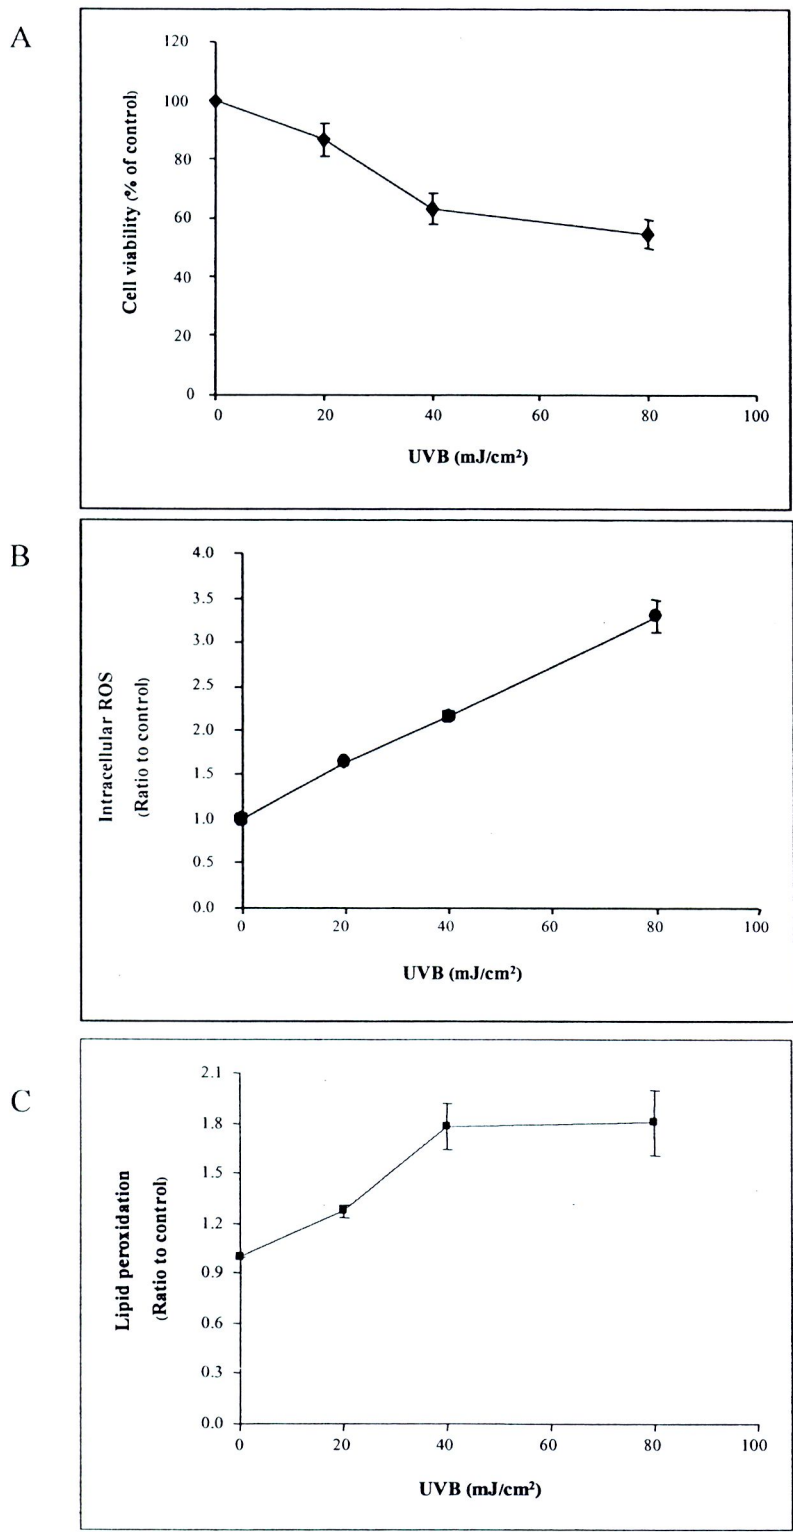 A
120
100
80
60
40
20
0
Cell viability (% of control)
0 20 40 60 80 100
UVB (mJ/cm²)
B
4.0
3.5
3.0
2.5
2.0
1.5
1.0
0.5
0.0
Intracellular ROS
(Ratio to control)
0 20 40 60 80 100
UVB (mJ/cm²)
C
2.1
1.8
1.5
1.2
0.9
0.6
0.3
0.0
Lipid peroxidation
(Ratio to control)
0 20 40 60 80 100
UVB (mJ/cm²)